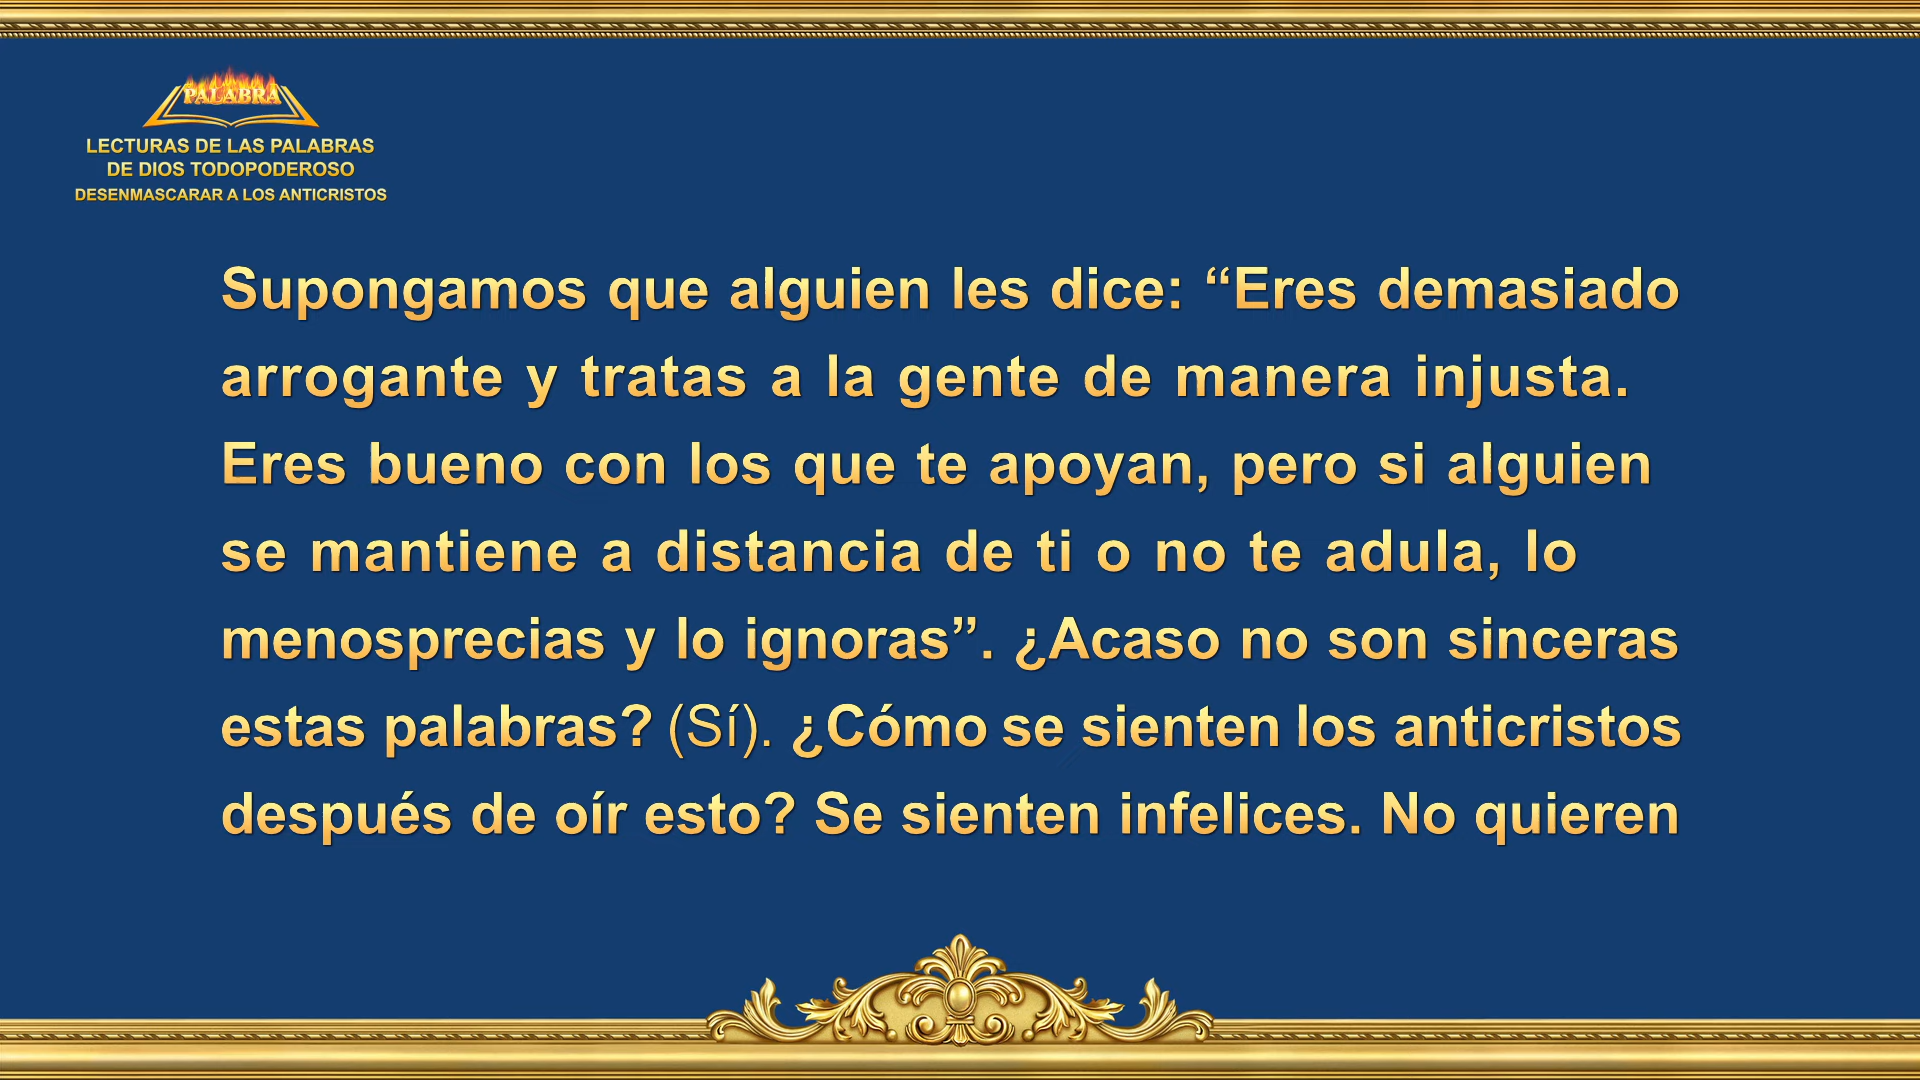 PALABRA
LECTURAS DE LAS PALABRAS
DE DIOS TODOPODEROSO
DESENMASCARAR A LOS ANTICRISTOS
Supongamos que alguien les dice: “Eres demasiado
arrogante y tratas a la gente de manera injusta.
Eres bueno con los que te apoyan, pero si alguien
se mantiene a distancia de ti o no te adula, lo
menosprecias y lo ignoras”. ¿Acaso no son sinceras
estas palabras? (Sí). ¿Cómo se sienten los anticristos
después de oír esto? Se sienten infelices. No quieren